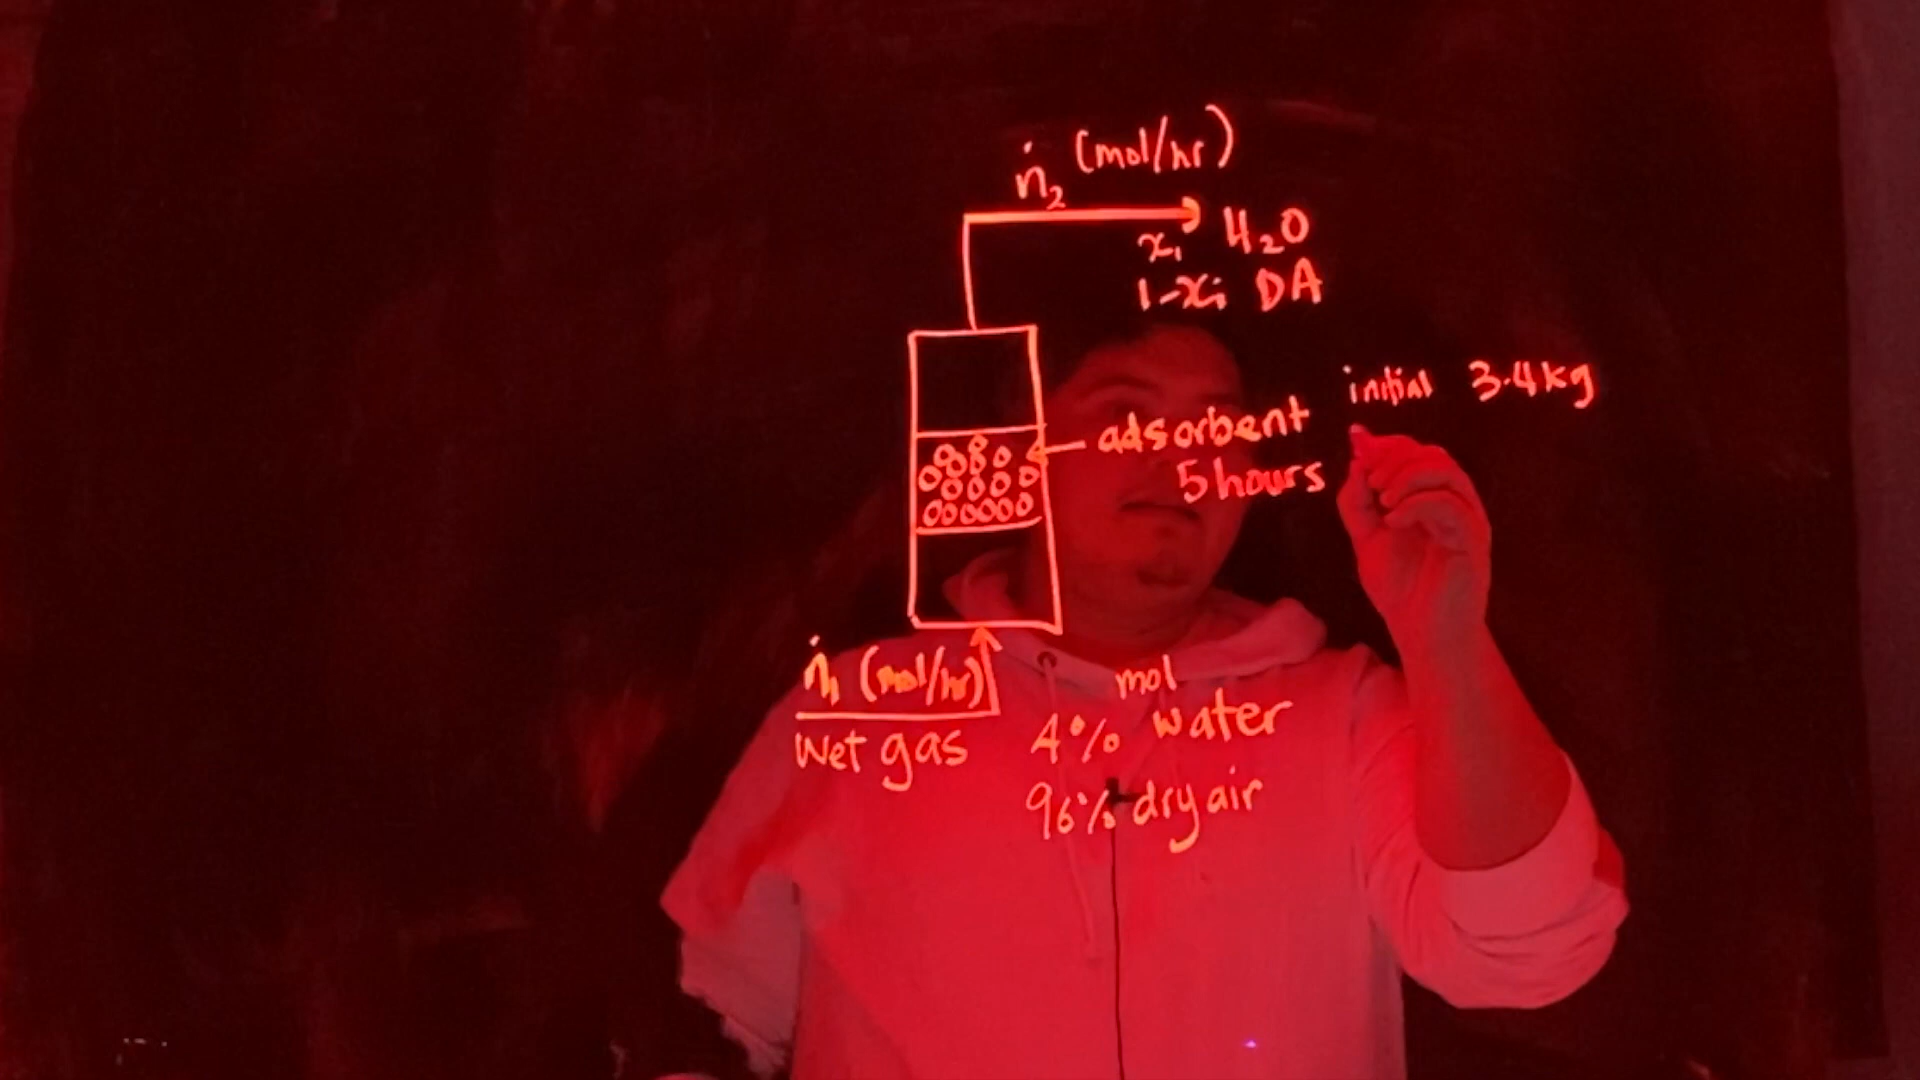 ṅ₂ (mol/hr)
x₁ H₂O
1-x₁ DA
initial 3.4kg
adsorbent
5 hours
ṅ₁ (mol/hr)
wet gas
mol
4% water
96% dry air